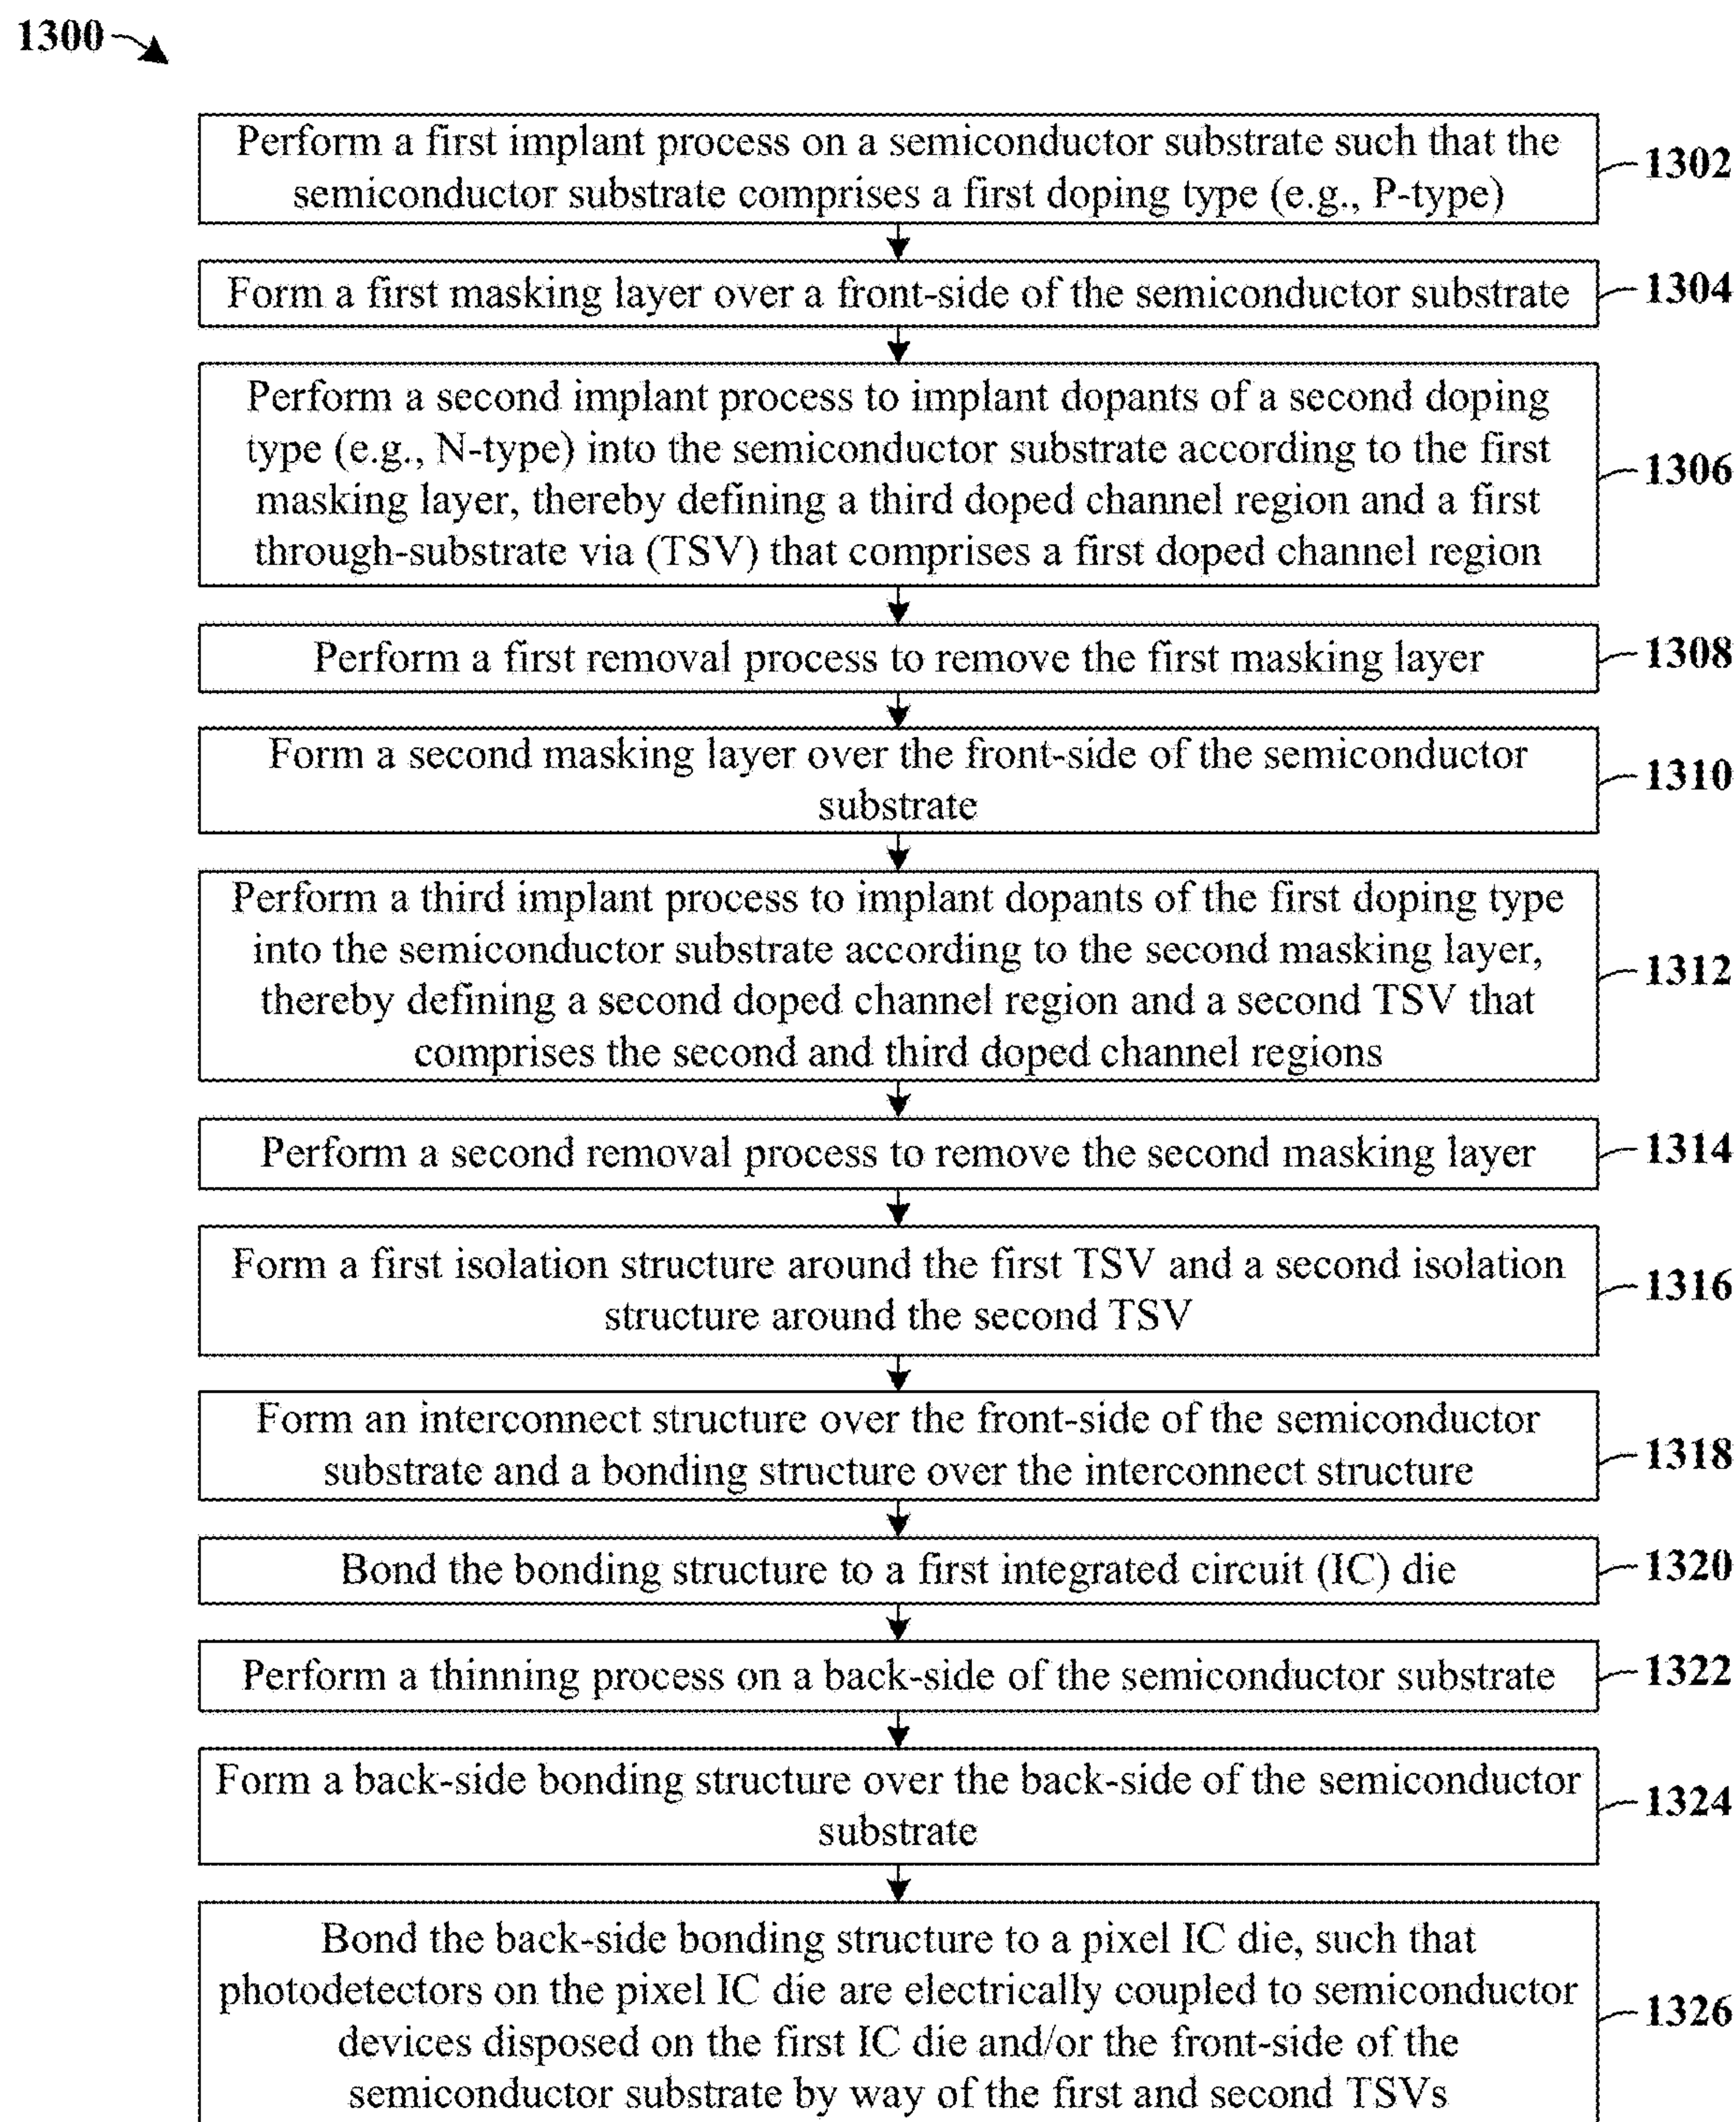 1300
Perform a first implant process on a semiconductor substrate such that the
semiconductor substrate comprises a first doping type (e.g., P-type)
1302
Form a first masking layer over a front-side of the semiconductor substrate
1304
Perform a second implant process to implant dopants of a second doping
type (e.g., N-type) into the semiconductor substrate according to the first
masking layer, thereby defining a third doped channel region and a first
through-substrate via (TSV) that comprises a first doped channel region
1306
Perform a first removal process to remove the first masking layer
1308
Form a second masking layer over the front-side of the semiconductor
substrate
1310
Perform a third implant process to implant dopants of the first doping type
into the semiconductor substrate according to the second masking layer,
thereby defining a second doped channel region and a second TSV that
comprises the second and third doped channel regions
1312
Perform a second removal process to remove the second masking layer
1314
Form a first isolation structure around the first TSV and a second isolation
structure around the second TSV
1316
Form an interconnect structure over the front-side of the semiconductor
substrate and a bonding structure over the interconnect structure
1318
Bond the bonding structure to a first integrated circuit (IC) die
1320
Perform a thinning process on a back-side of the semiconductor substrate
1322
Form a back-side bonding structure over the back-side of the semiconductor
substrate
1324
Bond the back-side bonding structure to a pixel IC die, such that
photodetectors on the pixel IC die are electrically coupled to semiconductor
devices disposed on the first IC die and/or the front-side of the
semiconductor substrate by way of the first and second TSVs
1326